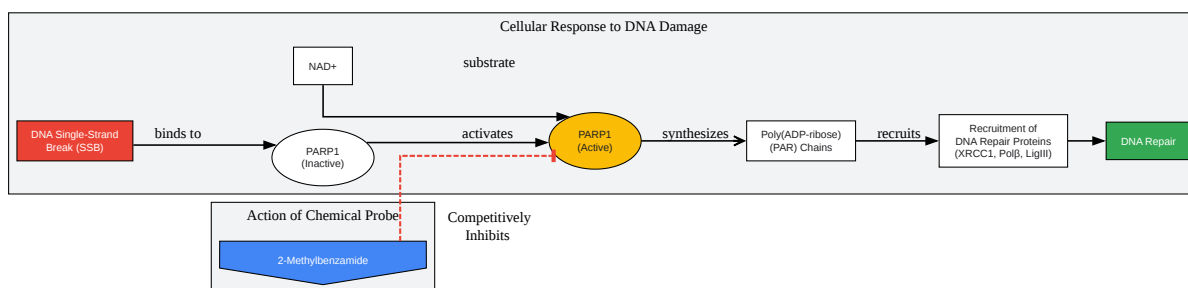 Cellular Response to DNA Damage
NAD+
substrate
DNA Single-Strand
Break (SSB)
binds to
PARP1
(Inactive)
activates
PARP1
(Active)
synthesizes
Poly(ADP-ribose)
(PAR) Chains
recruits
Recruitment of
DNA Repair Proteins
(XRCC1, Polβ, LigIII)
DNA Repair
Action of Chemical Probe
Competitively
Inhibits
2-Methylbenzamide